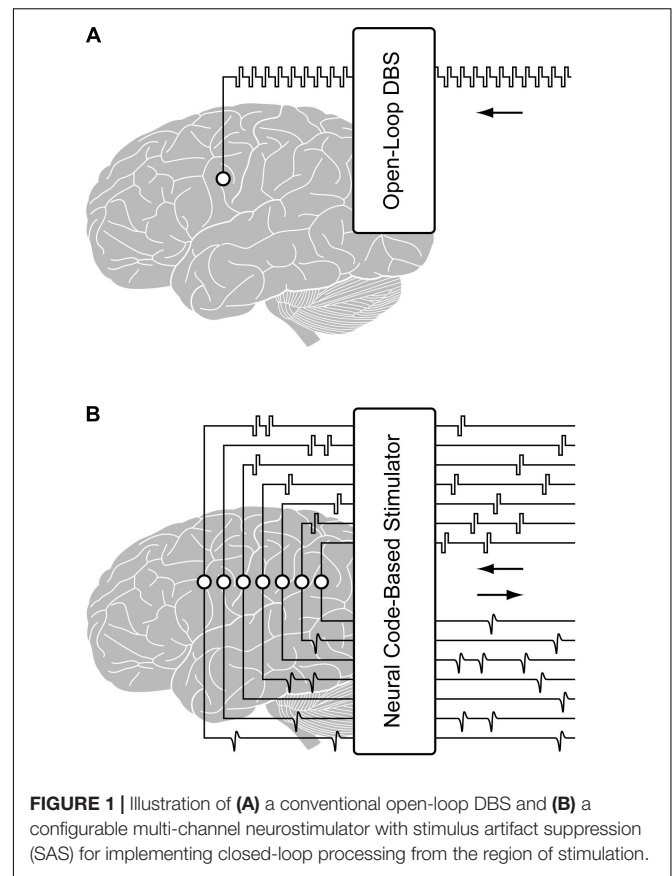 A
Open-Loop DBS
B
Neural Code-Based Stimulator
FIGURE 1 | Illustration of (A) a conventional open-loop DBS and (B) a
configurable multi-channel neurostimulator with stimulus artifact suppression
(SAS) for implementing closed-loop processing from the region of stimulation.